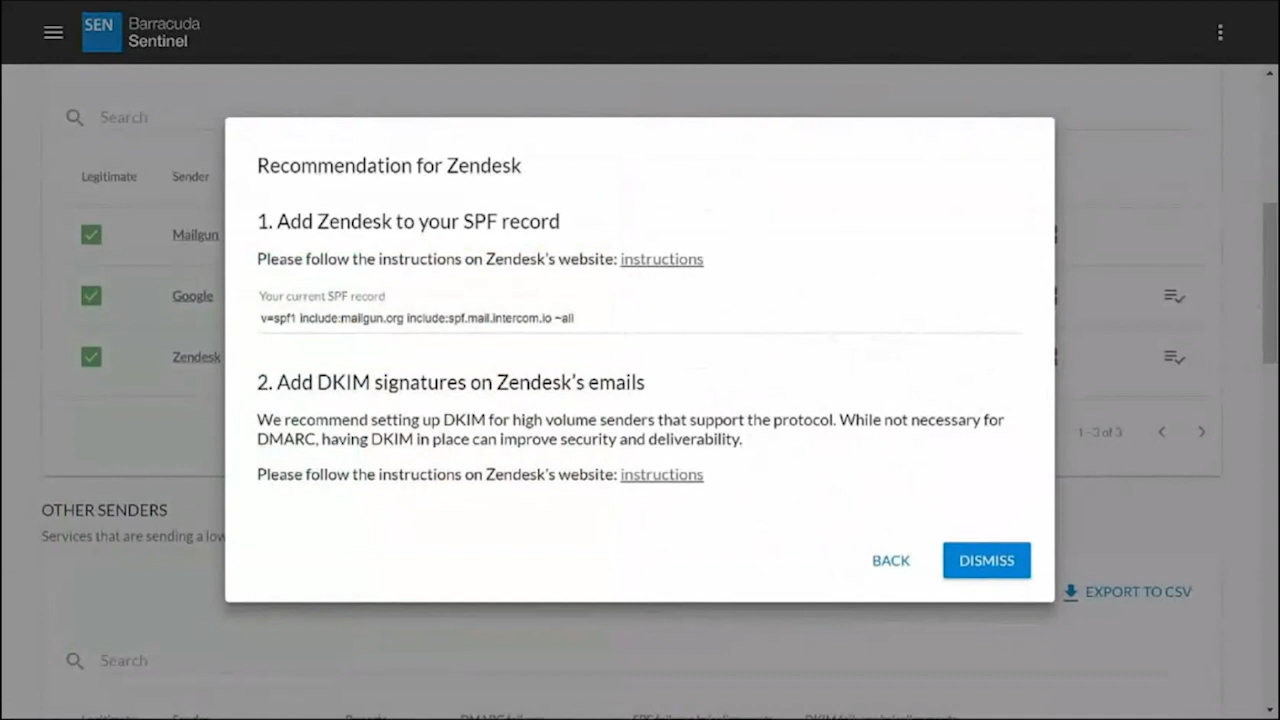 SEN
Barracuda
Sentinel
Search
Legitimate Sender
Mailgun
Google
Zendesk
Recommendation for Zendesk
1. Add Zendesk to your SPF record
Please follow the instructions on Zendesk's website: instructions
Your current SPF record
v=spf1 include:mailgun.org include:spf.mail.intercom.io ~all
2. Add DKIM signatures on Zendesk's emails
We recommend setting up DKIM for high volume senders that support the protocol. While not necessary for
DMARC, having DKIM in place can improve security and deliverability.
Please follow the instructions on Zendesk's website: instructions
BACK DISMISS
1-3 of 3
OTHER SENDERS
Services that are sending a low
EXPORT TO CSV
Search